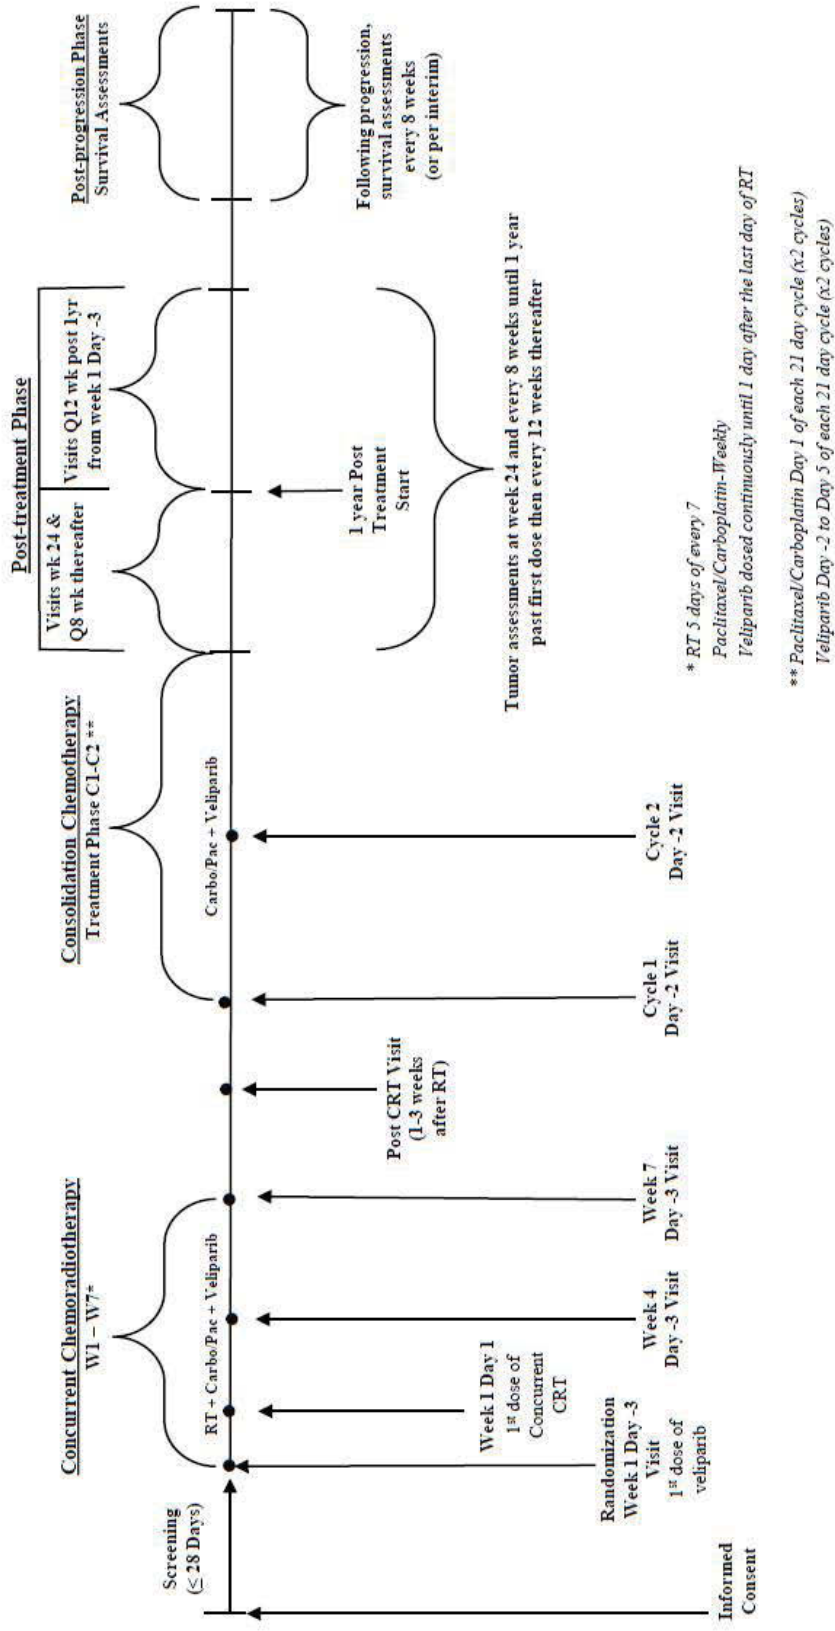 Concurrent Chemoradiotherapy
W1 – W7*
Consolidation Chemotherapy
Treatment Phase C1-C2 **
Post-treatment Phase
Visits wk 24 &
Q8 wk thereafter
Visits Q12 wk post 1yr
from week 1 Day -3
Post-progression Phase
Survival Assessments
Screening
(≤ 28 Days)
RT + Carbo/Pac + Veliparib
Carbo/Pac + Veliparib
Informed
Consent
Randomization
Week 1 Day -3
Visit
1st dose of
veliparib
Week 1 Day 1
1st dose of
Concurrent
CRT
Week 4
Day -3 Visit
Week 7
Day -3 Visit
Post CRT Visit
(1-3 weeks
after RT)
Cycle 1
Day -2 Visit
Cycle 2
Day -2 Visit
1 year Post
Treatment
Start
Following progression,
survival assessments
every 8 weeks
(or per interim)
Tumor assessments at week 24 and every 8 weeks until 1 year
past first dose then every 12 weeks thereafter
* RT 5 days of every 7
Paclitaxel/Carboplatin-Weekly
Veliparib dosed continuously until 1 day after the last day of RT
** Paclitaxel/Carboplatin Day 1 of each 21 day cycle (x2 cycles)
Veliparib Day -2 to Day 5 of each 21 day cycle (x2 cycles)